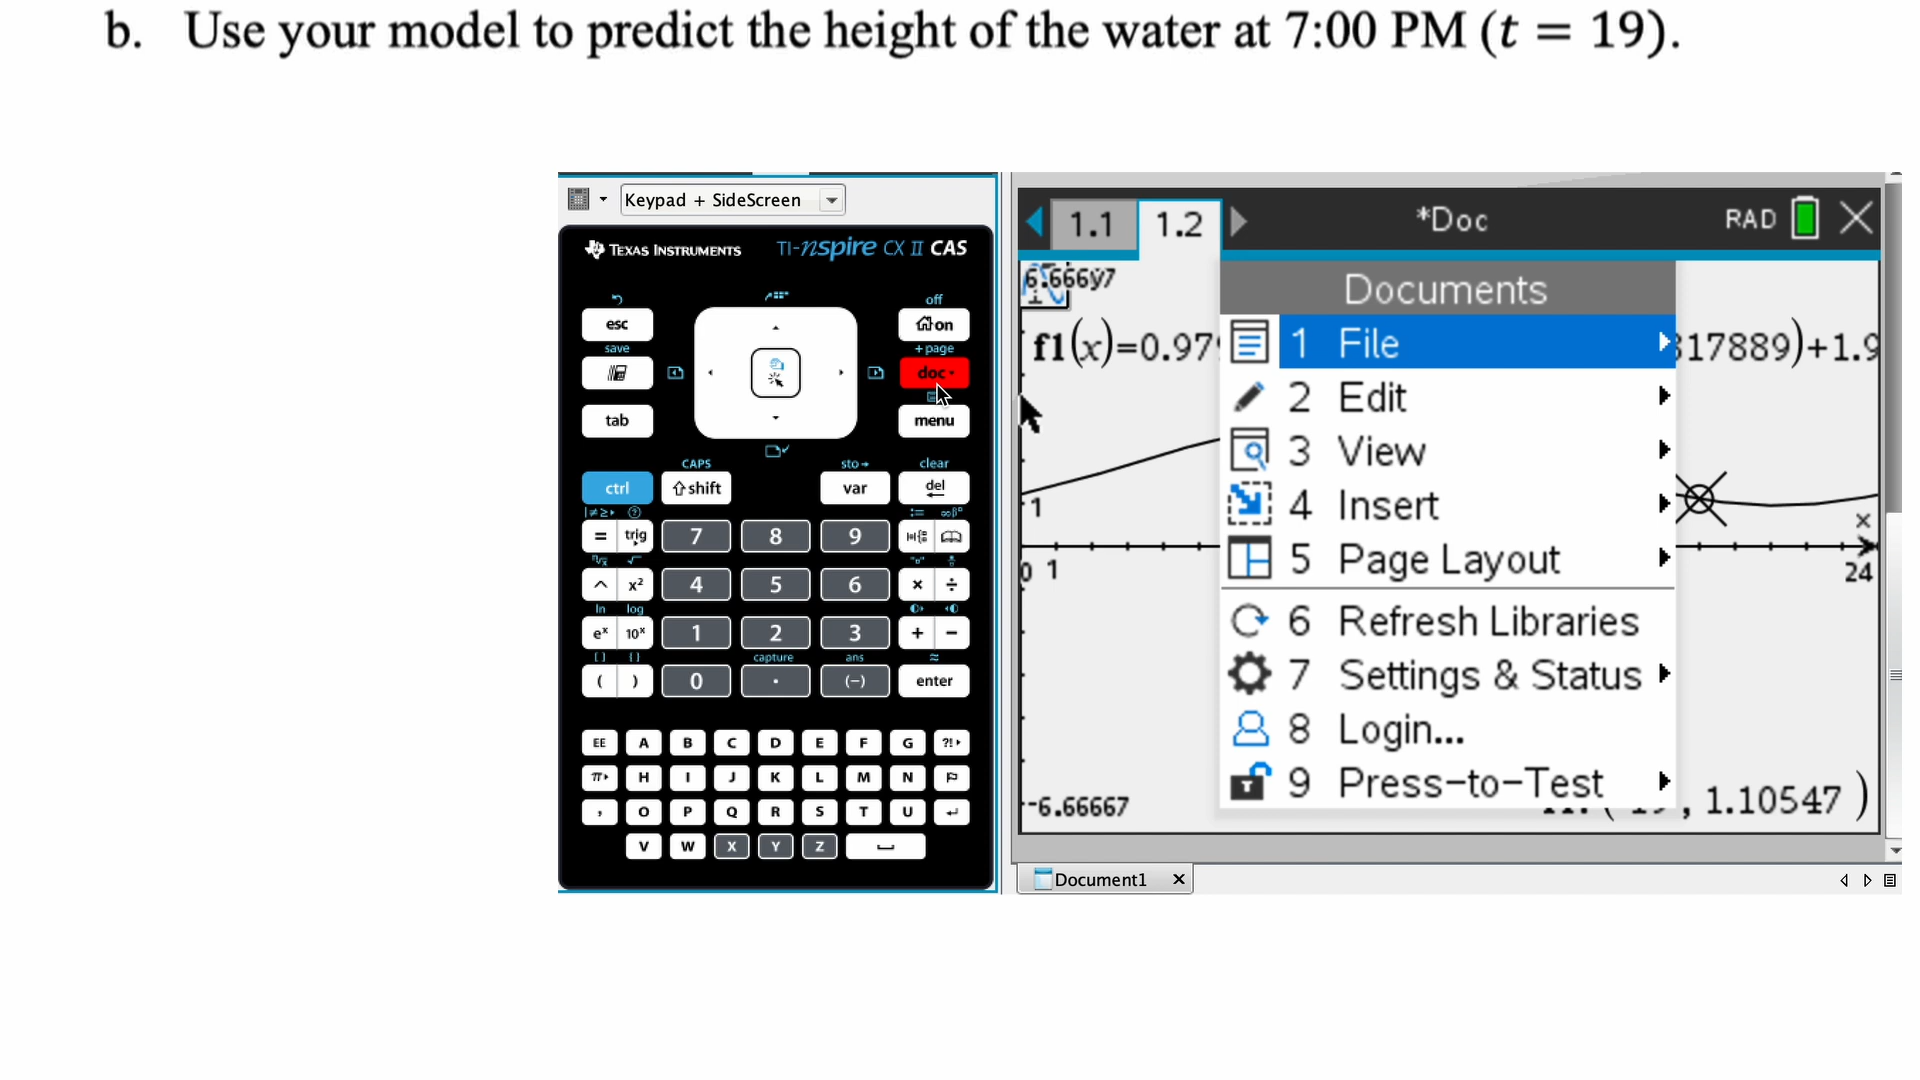 b. Use your model to predict the height of the water at 7:00 PM (t = 19).
Keypad + SideScreen
TEXAS INSTRUMENTS TI-nspire CX II CAS
off
esc
on
save
+ page
doc
tab
menu
CAPS
sto→
clear
ctrl
shift
var
del
= trig 7 8 9
^ x² 4 5 6 × ÷
ln log
eˣ 10ˣ 1 2 3 + −
[ ] { } capture ans ≈
( ) 0 . (−) enter
EE A B C D E F G ?!
π H I J K L M N
, O P Q R S T U
V W X Y Z
1.1 1.2 *Doc RAD
6.66667 y
f1(x)=0.97
17889)+1.9
1
x
0 1
24
-6.66667
, 1.10547 )
Documents
1 File
2 Edit
3 View
4 Insert
5 Page Layout
6 Refresh Libraries
7 Settings & Status
8 Login...
9 Press-to-Test
Document1